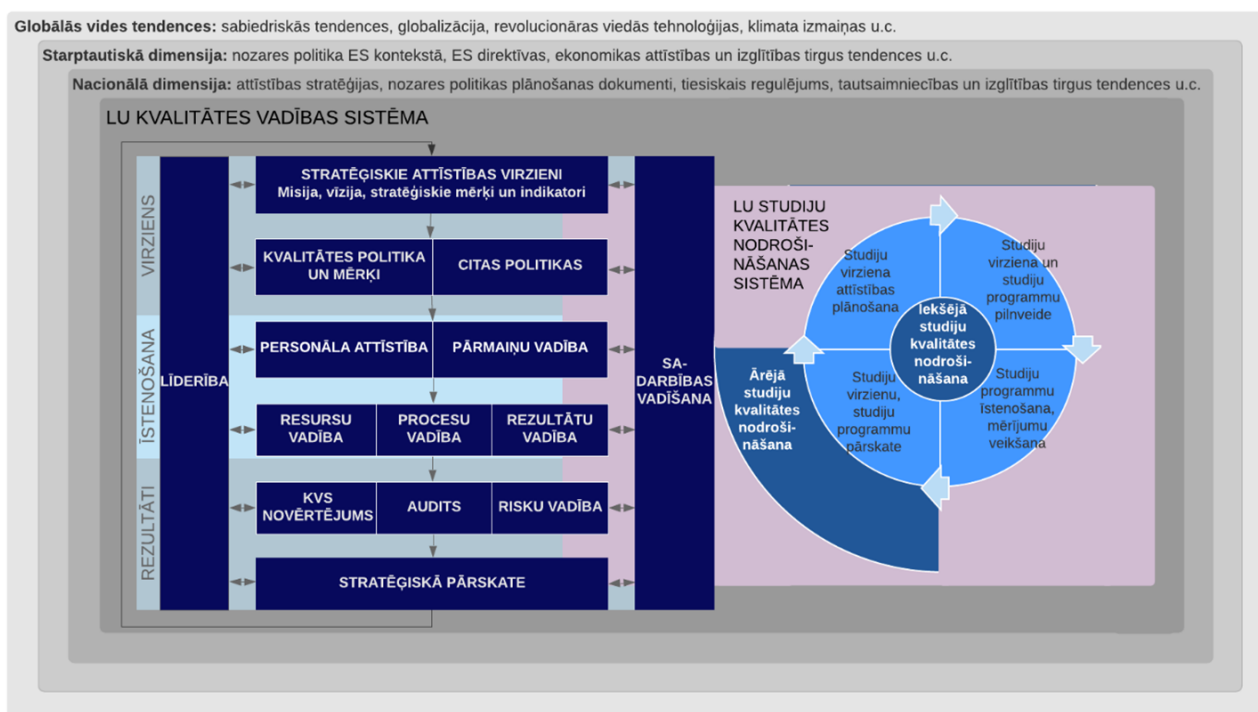 Globālās vides tendences: sabiedriskās tendences, globalizācija, revolucionāras viedās tehnoloģijas, klimata izmaiņas u.c.
Starptautiskā dimensija: nozares politika ES kontekstā, ES direktīvas, ekonomikas attīstības un izglītības tirgus tendences u.c.
Nacionālā dimensija: attīstības stratēģijas, nozares politikas plānošanas dokumenti, tiesiskais regulējums, tautsaimniecības un izglītības tirgus tendences u.c.
LU KVALITĀTES VADĪBAS SISTĒMA
VIRZIENS
ĪSTENOŠANA
REZULTĀTI
LĪDERĪBA
STRATĒĢISKIE ATTĪSTĪBAS VIRZIENI
Misija, vīzija, stratēģiskie mērķi un indikatori
KVALITĀTES POLITIKA
UN MĒRĶI
CITAS POLITIKAS
PERSONĀLA ATTĪSTĪBA
PĀRMAIŅU VADĪBA
RESURSU
VADĪBA
PROCESU
VADĪBA
REZULTĀTU
VADĪBA
KVS
NOVĒRTĒJUMS
AUDITS
RISKU VADĪBA
STRATĒĢISKĀ PĀRSKATE
SA-
DARBĪBAS
VADĪŠANA
LU STUDIJU
KVALITĀTES
NODROŠI-
NĀŠANAS
SISTĒMA
Studiju
virziena
attīstības
plānošana
Studiju
virziena un
studiju
programmu
pilnveide
Iekšējā
studiju
kvalitātes
nodroši-
nāšana
Ārējā
studiju
kvalitātes
nodroši-
nāšana
Studiju
virzienu,
studiju
programmu
pārskate
Studiju
programmu
īstenošana,
mērījumu
veikšana